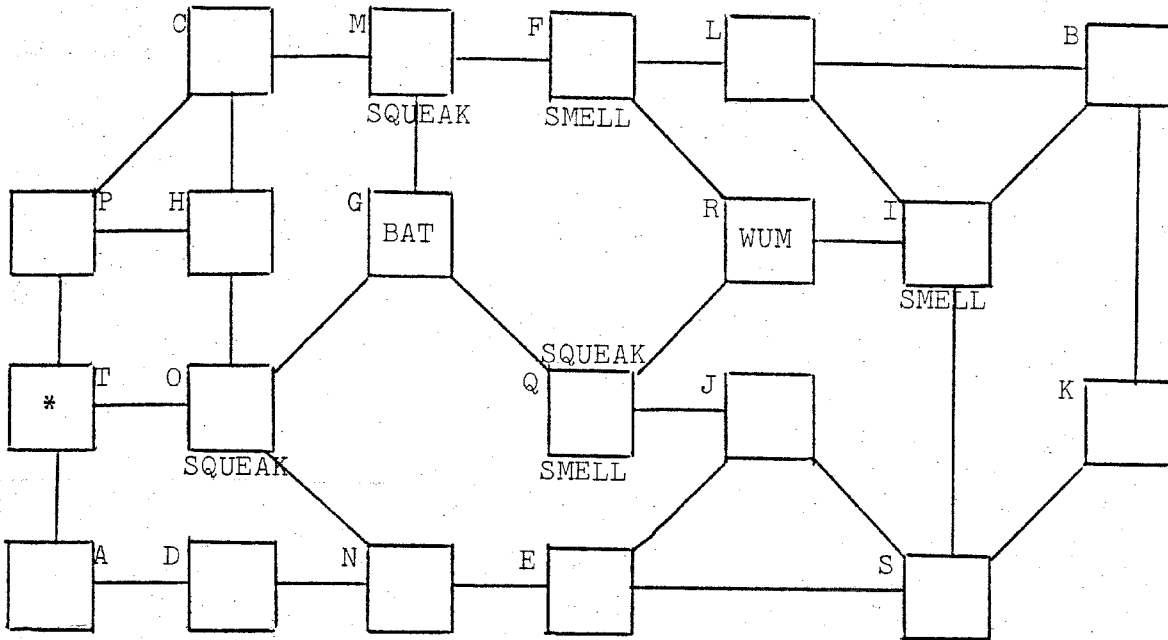 C M F L B
SQUEAK SMELL
P H G R I
BAT WUM
SMELL
SQUEAK
T O Q J K
*
SQUEAK SMELL
A D N E S